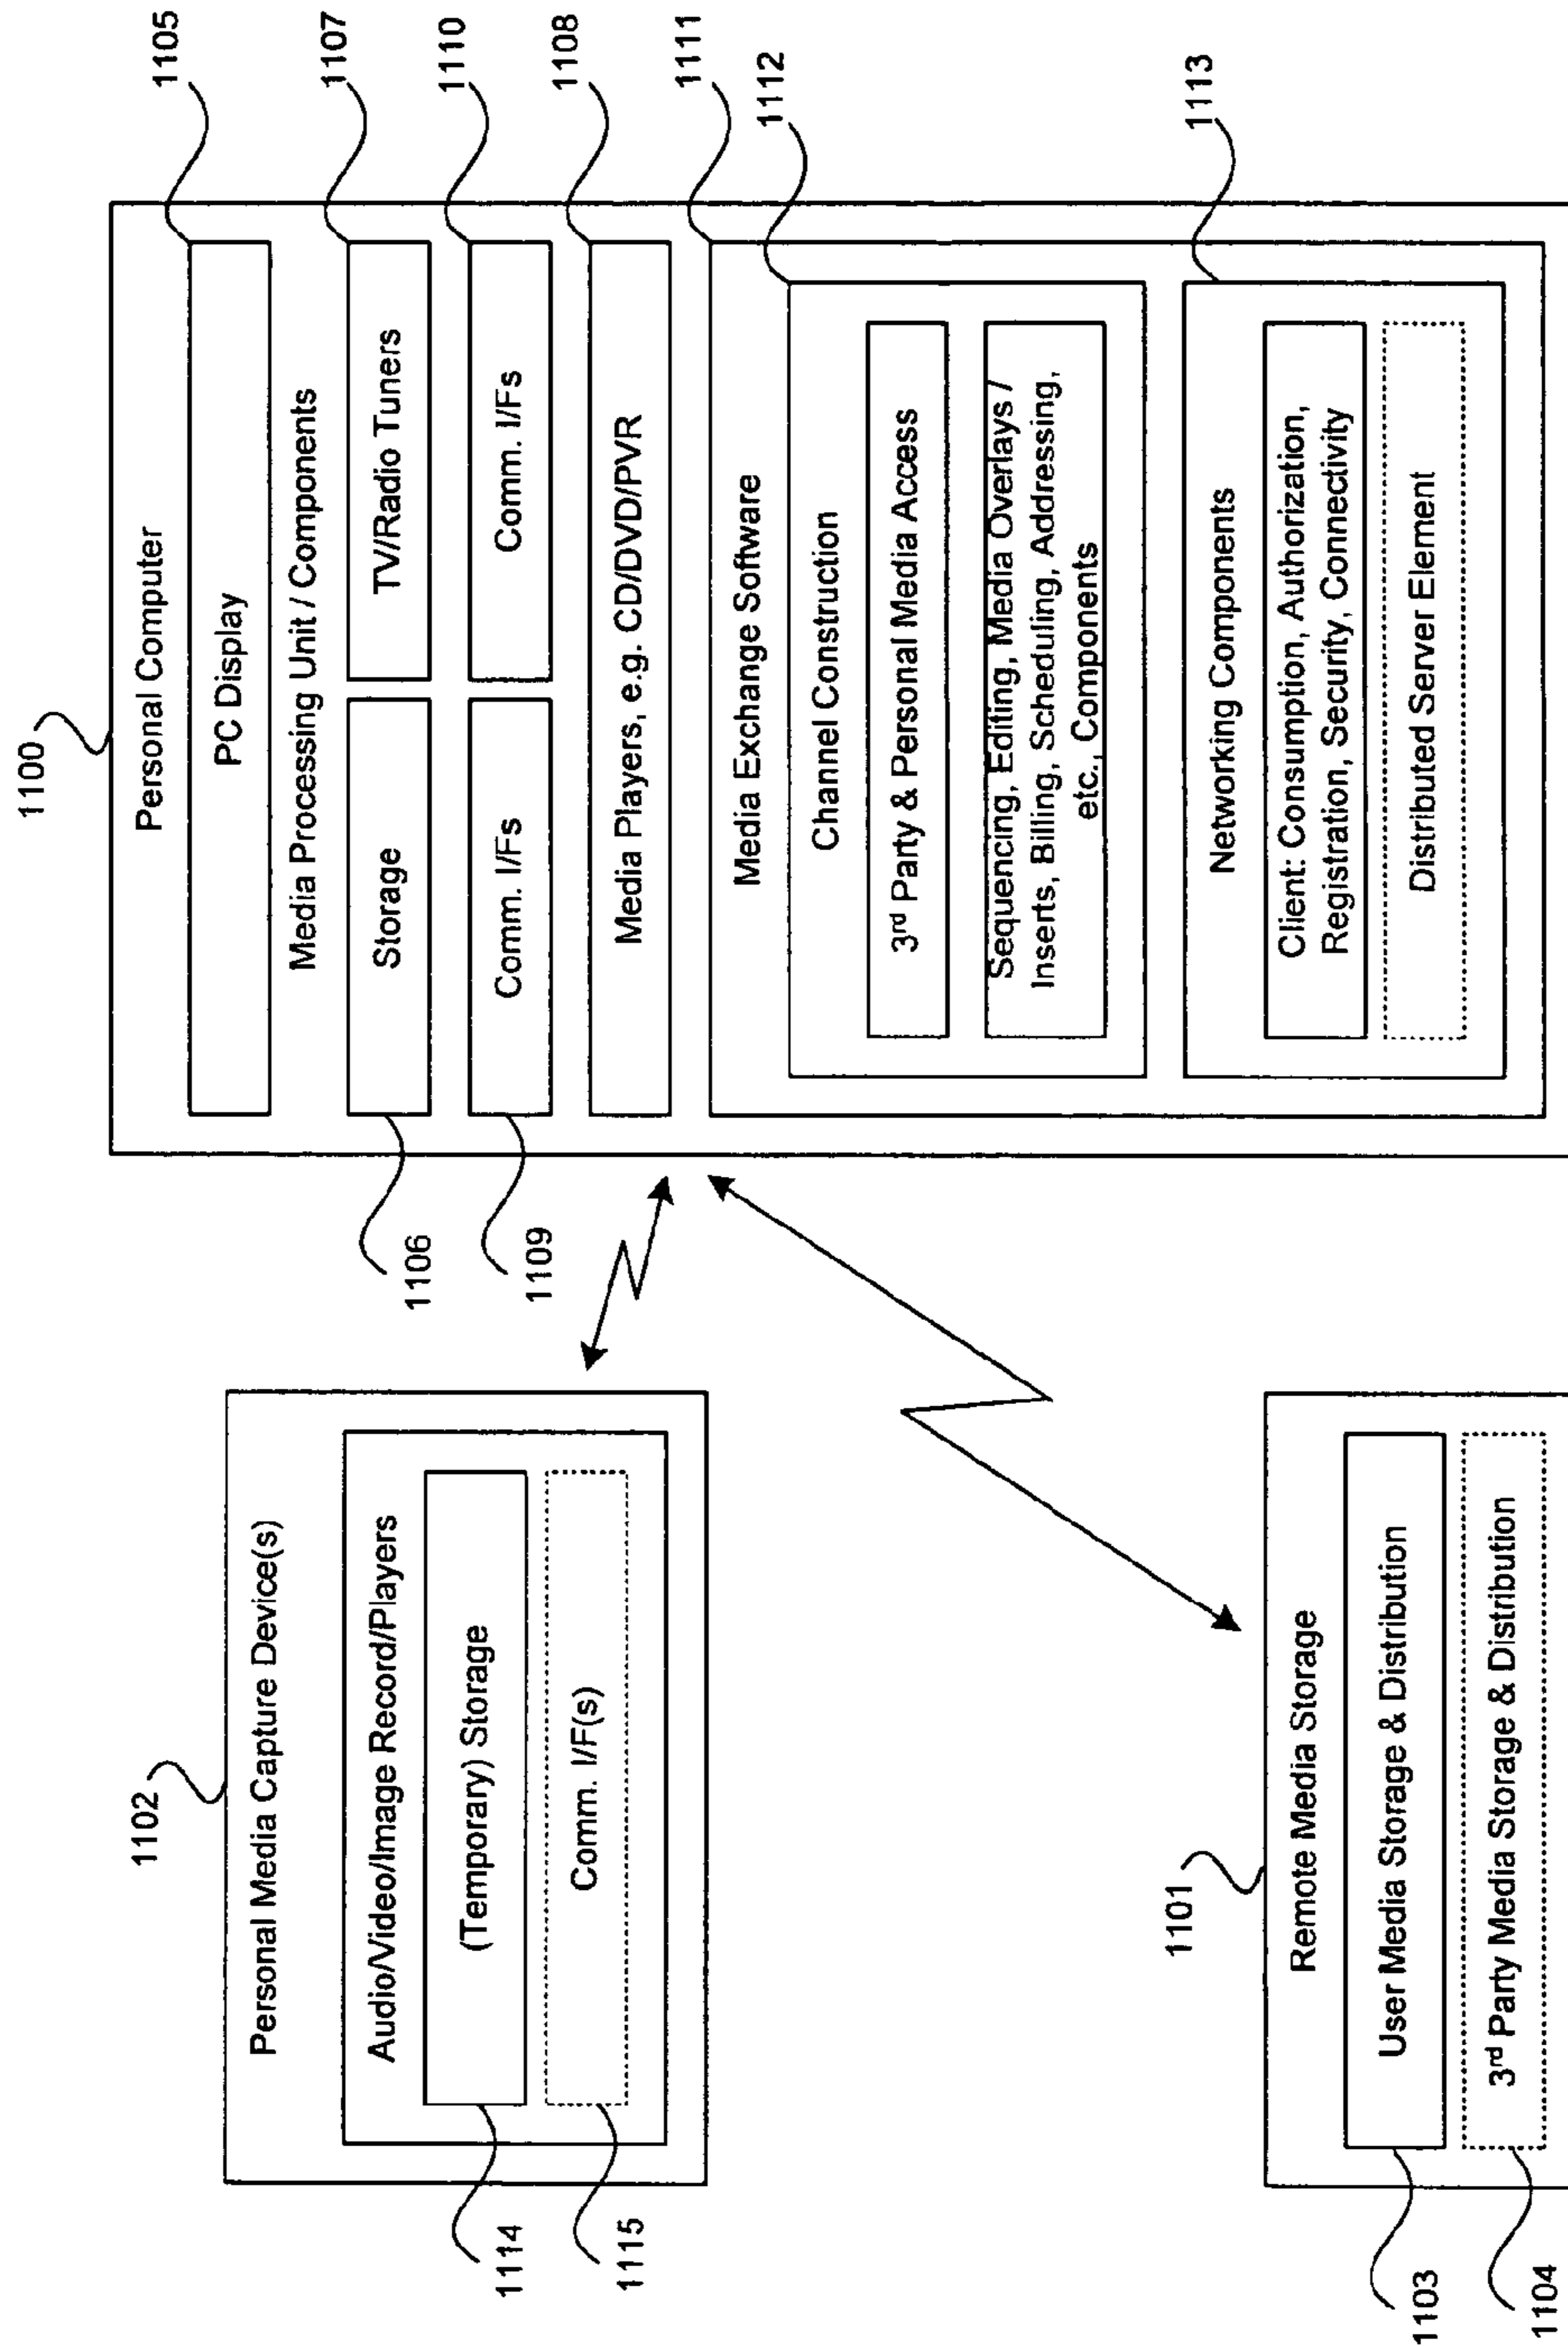 1100
Personal Computer
1105
PC Display
Media Processing Unit / Components
1106
Storage
TV/Radio Tuners
1107
1109
Comm. I/Fs
Comm. I/Fs
1110
Media Players, e.g. CD/DVD/PVR
1108
Media Exchange Software
1111
Channel Construction
1112
3rd Party & Personal Media Access
Sequencing, Editing, Media Overlays /
Inserts, Billing, Scheduling, Addressing,
etc., Components
Networking Components
1113
Client: Consumption, Authorization,
Registration, Security, Connectivity
Distributed Server Element
1102
Personal Media Capture Device(s)
Audio/Video/Image Record/Players
1114
(Temporary) Storage
1115
Comm. I/F(s)
1101
Remote Media Storage
1103
User Media Storage & Distribution
1104
3rd Party Media Storage & Distribution